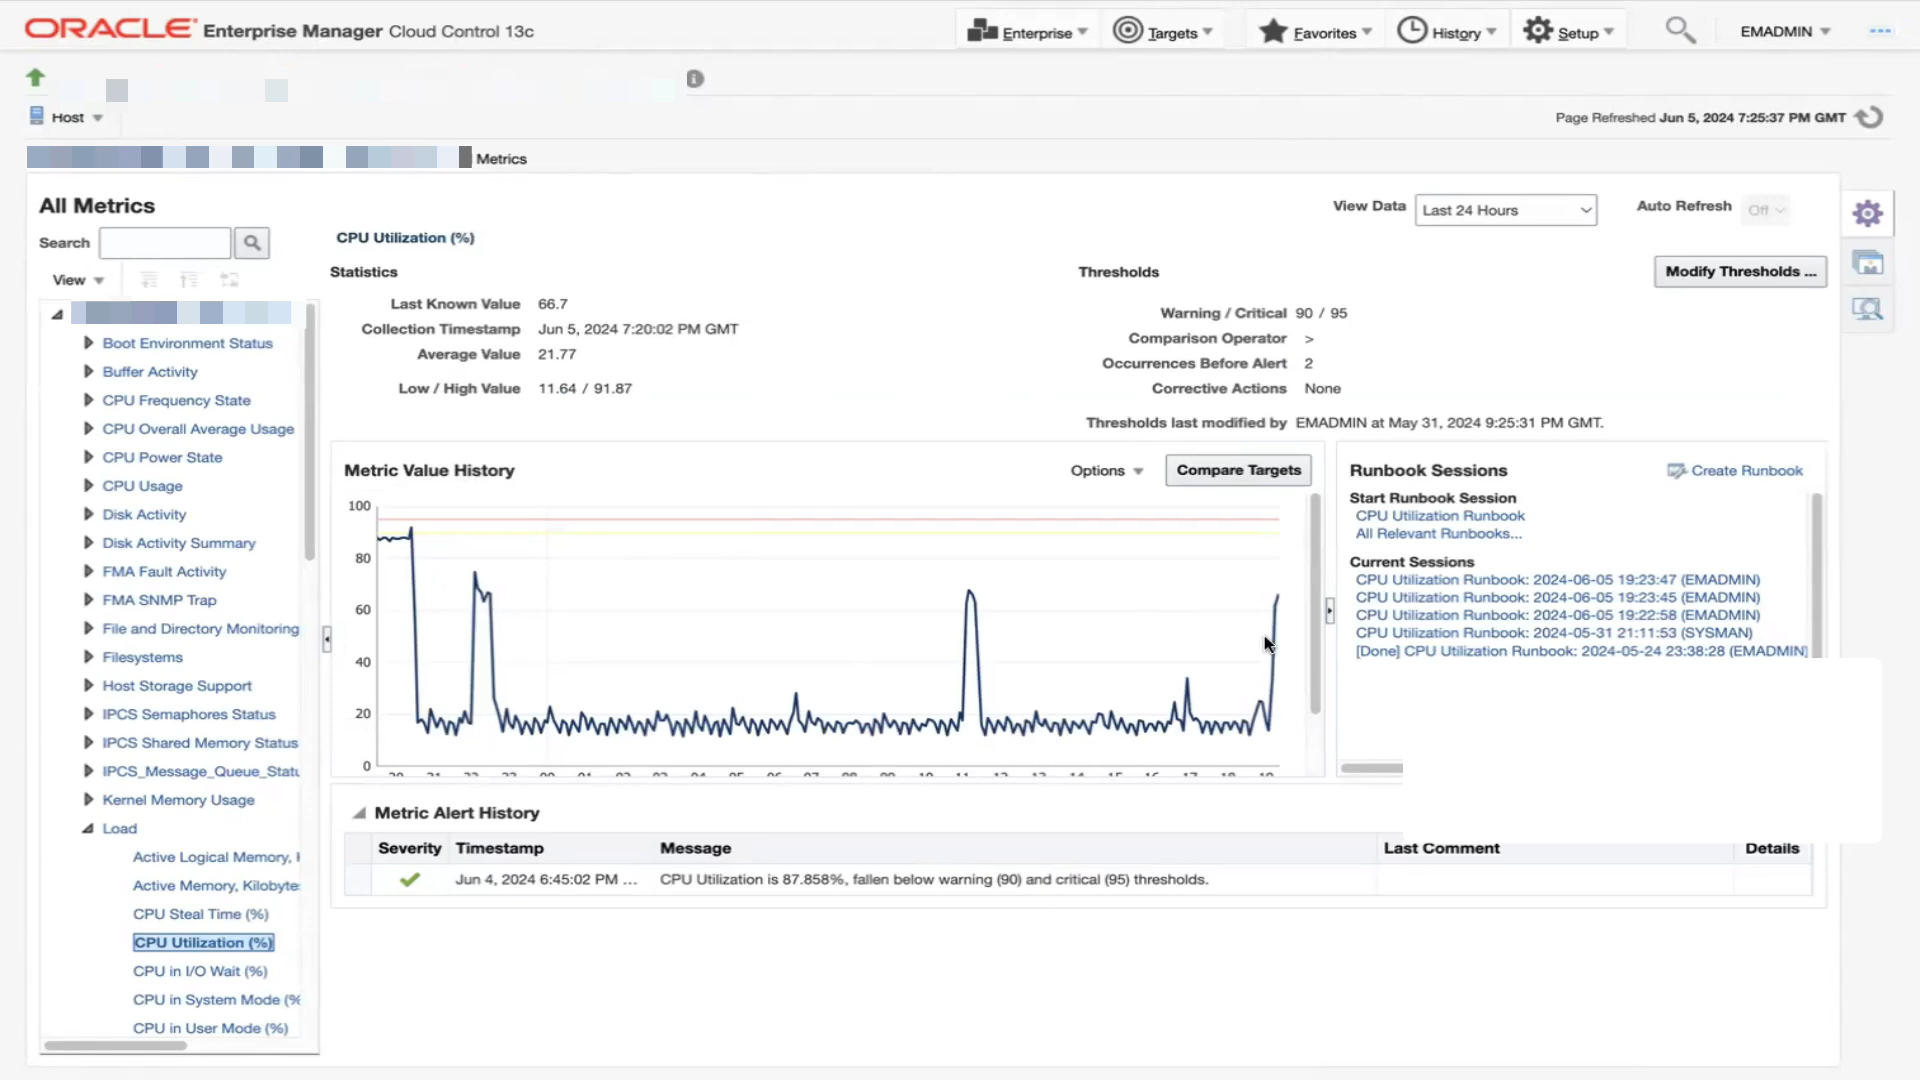 ORACLE Enterprise Manager Cloud Control 13c
Enterprise Targets Favorites History Setup EMADMIN
Host
Page Refreshed Jun 5, 2024 7:25:37 PM GMT
Metrics
All Metrics
View Data Last 24 Hours Auto Refresh Off
Search
View
Boot Environment Status
Buffer Activity
CPU Frequency State
CPU Overall Average Usage
CPU Power State
CPU Usage
Disk Activity
Disk Activity Summary
FMA Fault Activity
FMA SNMP Trap
File and Directory Monitoring
Filesystems
Host Storage Support
IPCS Semaphores Status
IPCS Shared Memory Status
IPCS_Message_Queue_Statu
Kernel Memory Usage
Load
Active Logical Memory,
Active Memory, Kilobyte
CPU Steal Time (%)
CPU Utilization (%)
CPU in I/O Wait (%)
CPU in System Mode (%
CPU in User Mode (%)
CPU Utilization (%)
Statistics
Last Known Value 66.7
Collection Timestamp Jun 5, 2024 7:20:02 PM GMT
Average Value 21.77
Low / High Value 11.64 / 91.87
Thresholds
Modify Thresholds ...
Warning / Critical 90 / 95
Comparison Operator >
Occurrences Before Alert 2
Corrective Actions None
Thresholds last modified by EMADMIN at May 31, 2024 9:25:31 PM GMT.
Metric Value History
Options Compare Targets
100
80
60
40
20
0
Runbook Sessions
Create Runbook
Start Runbook Session
CPU Utilization Runbook
All Relevant Runbooks...
Current Sessions
CPU Utilization Runbook: 2024-06-05 19:23:47 (EMADMIN)
CPU Utilization Runbook: 2024-06-05 19:23:45 (EMADMIN)
CPU Utilization Runbook: 2024-06-05 19:22:58 (EMADMIN)
CPU Utilization Runbook: 2024-05-31 21:11:53 (SYSMAN)
[Done] CPU Utilization Runbook: 2024-05-24 23:38:28 (EMADMIN)
Metric Alert History
Severity Timestamp Message Last Comment Details
Jun 4, 2024 6:45:02 PM ... CPU Utilization is 87.858%, fallen below warning (90) and critical (95) thresholds.